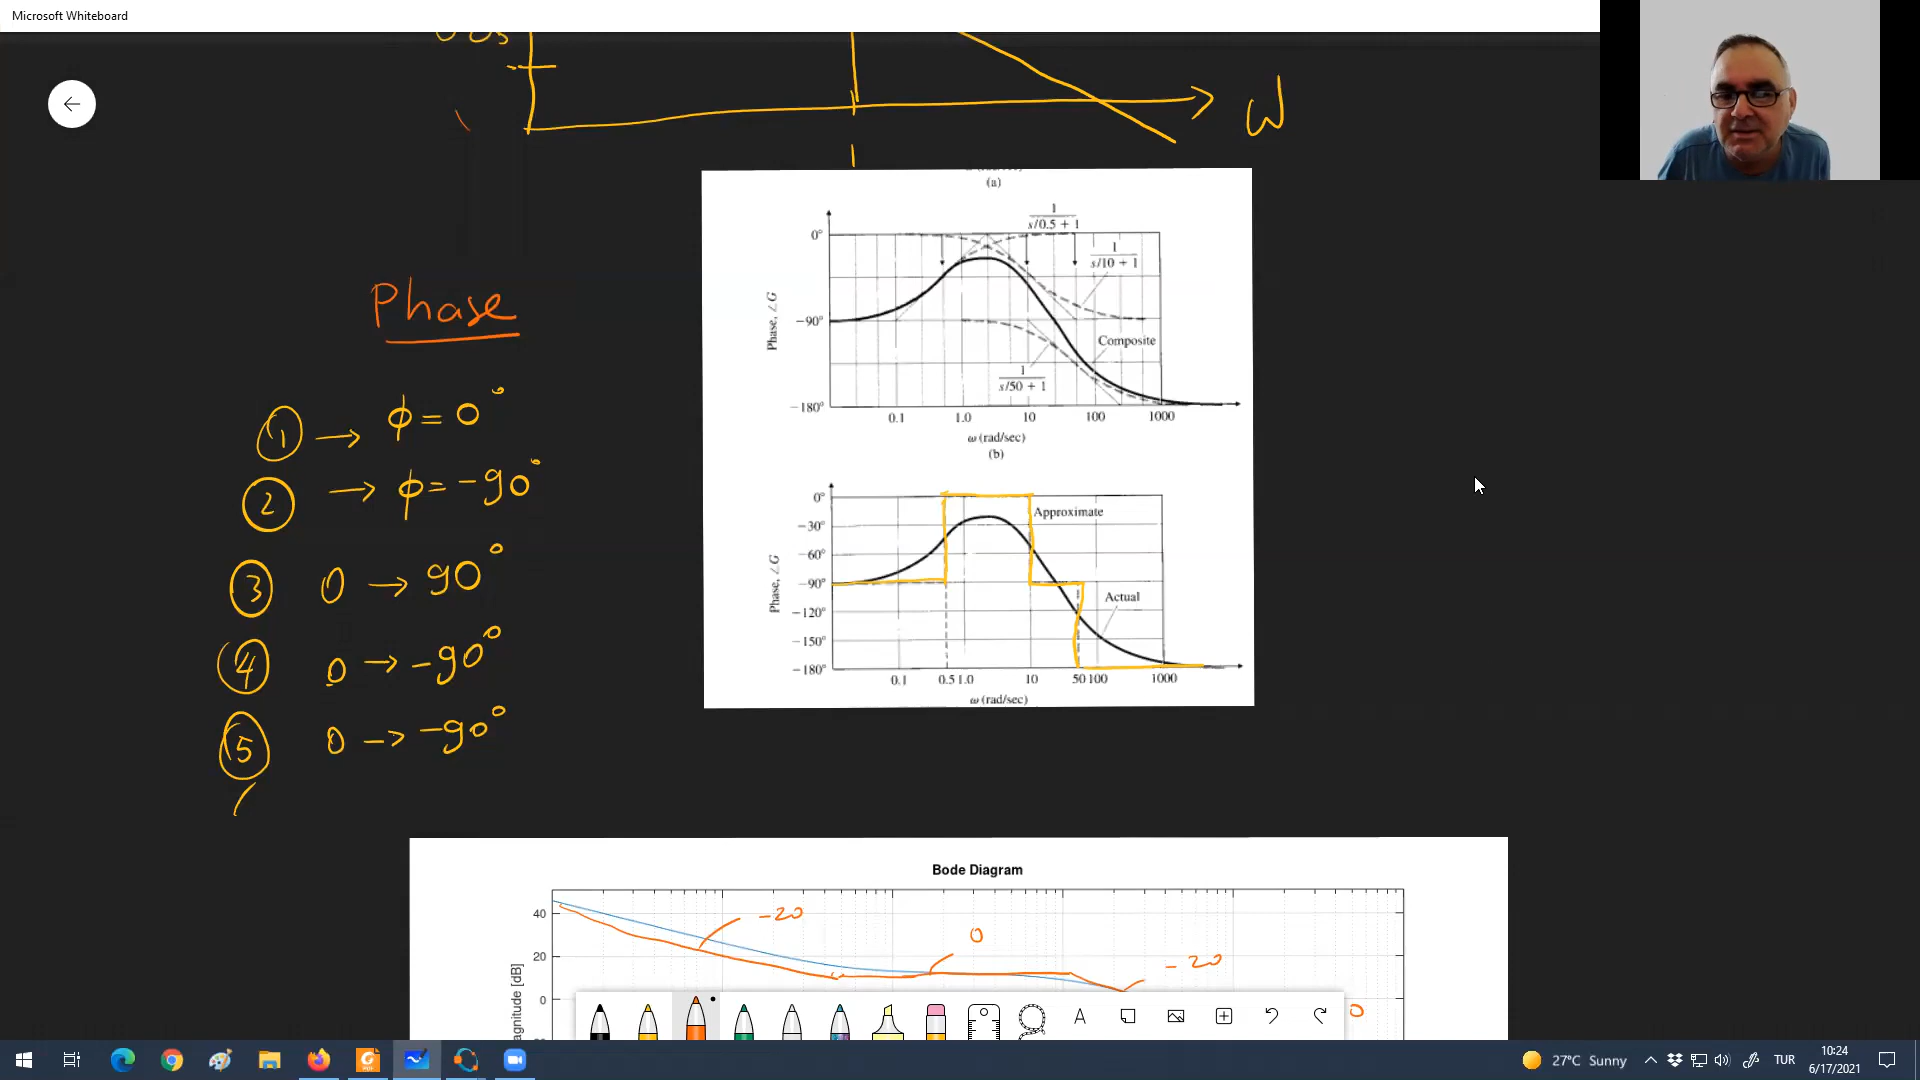 Microsoft Whiteboard
ω
(a)
1
s/0.5 + 1
1
s/10 + 1
0°
−90°
−180°
Phase, ∠G
Composite
1
s/50 + 1
0.1 1.0 10 100 1000
ω (rad/sec)
(b)
Phase
① → ϕ = 0°
② → ϕ = -90°
③ 0 → 90°
④ 0 → -90°
⑤ 0 → -90°
0°
−30°
−60°
−90°
−120°
−150°
−180°
Phase, ∠G
Approximate
Actual
0.1 0.5 1.0 10 50 100 1000
ω (rad/sec)
Bode Diagram
40
20
0
agnitude [dB]
-20
0
-20
0
27°C Sunny
TUR
10:24
6/17/2021